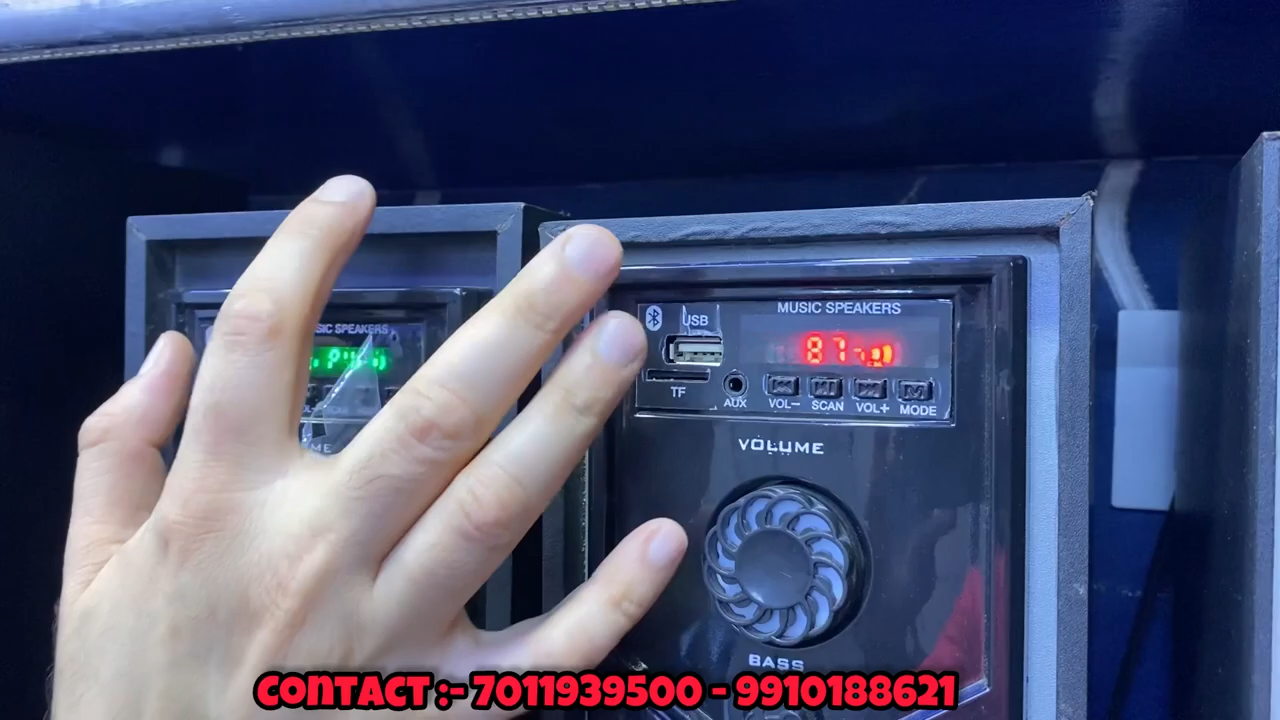 MUSIC SPEAKERS
USB
TF
AUX
VOL−
SCAN
VOL+
M
MODE
VOLUME
BASS
CONTACT :- 7011939500 - 9910188621